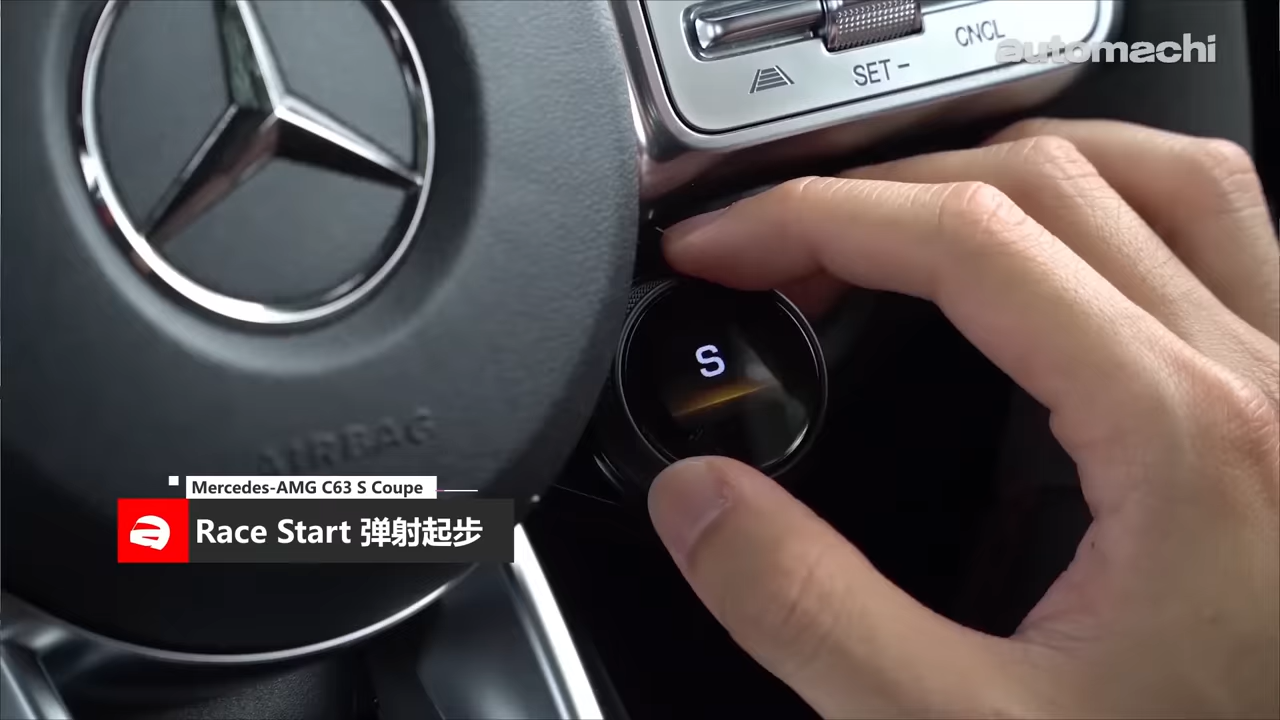 CNCL
automachi
SET -
S
AIRBAG
Mercedes-AMG C63 S Coupe
Race Start 弹射起步